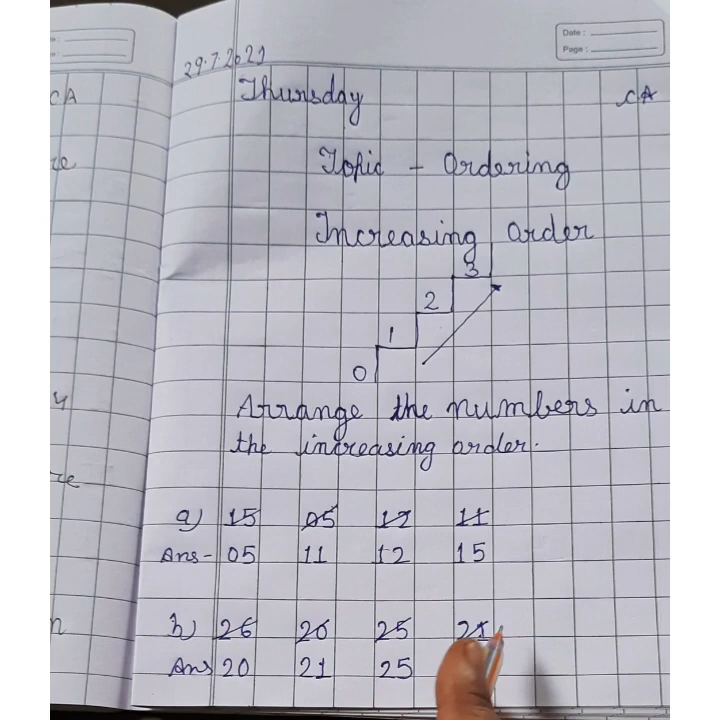 CA
29.7.2021
Date :
Page :
Thursday CA
Topic - Ordering
Increasing order
3
2
1
0
Arrange the numbers in
the increasing order.
a) 15 05 12 11
Ans - 05 11 12 15
b) 26 20 25 21
Ans 20 21 25